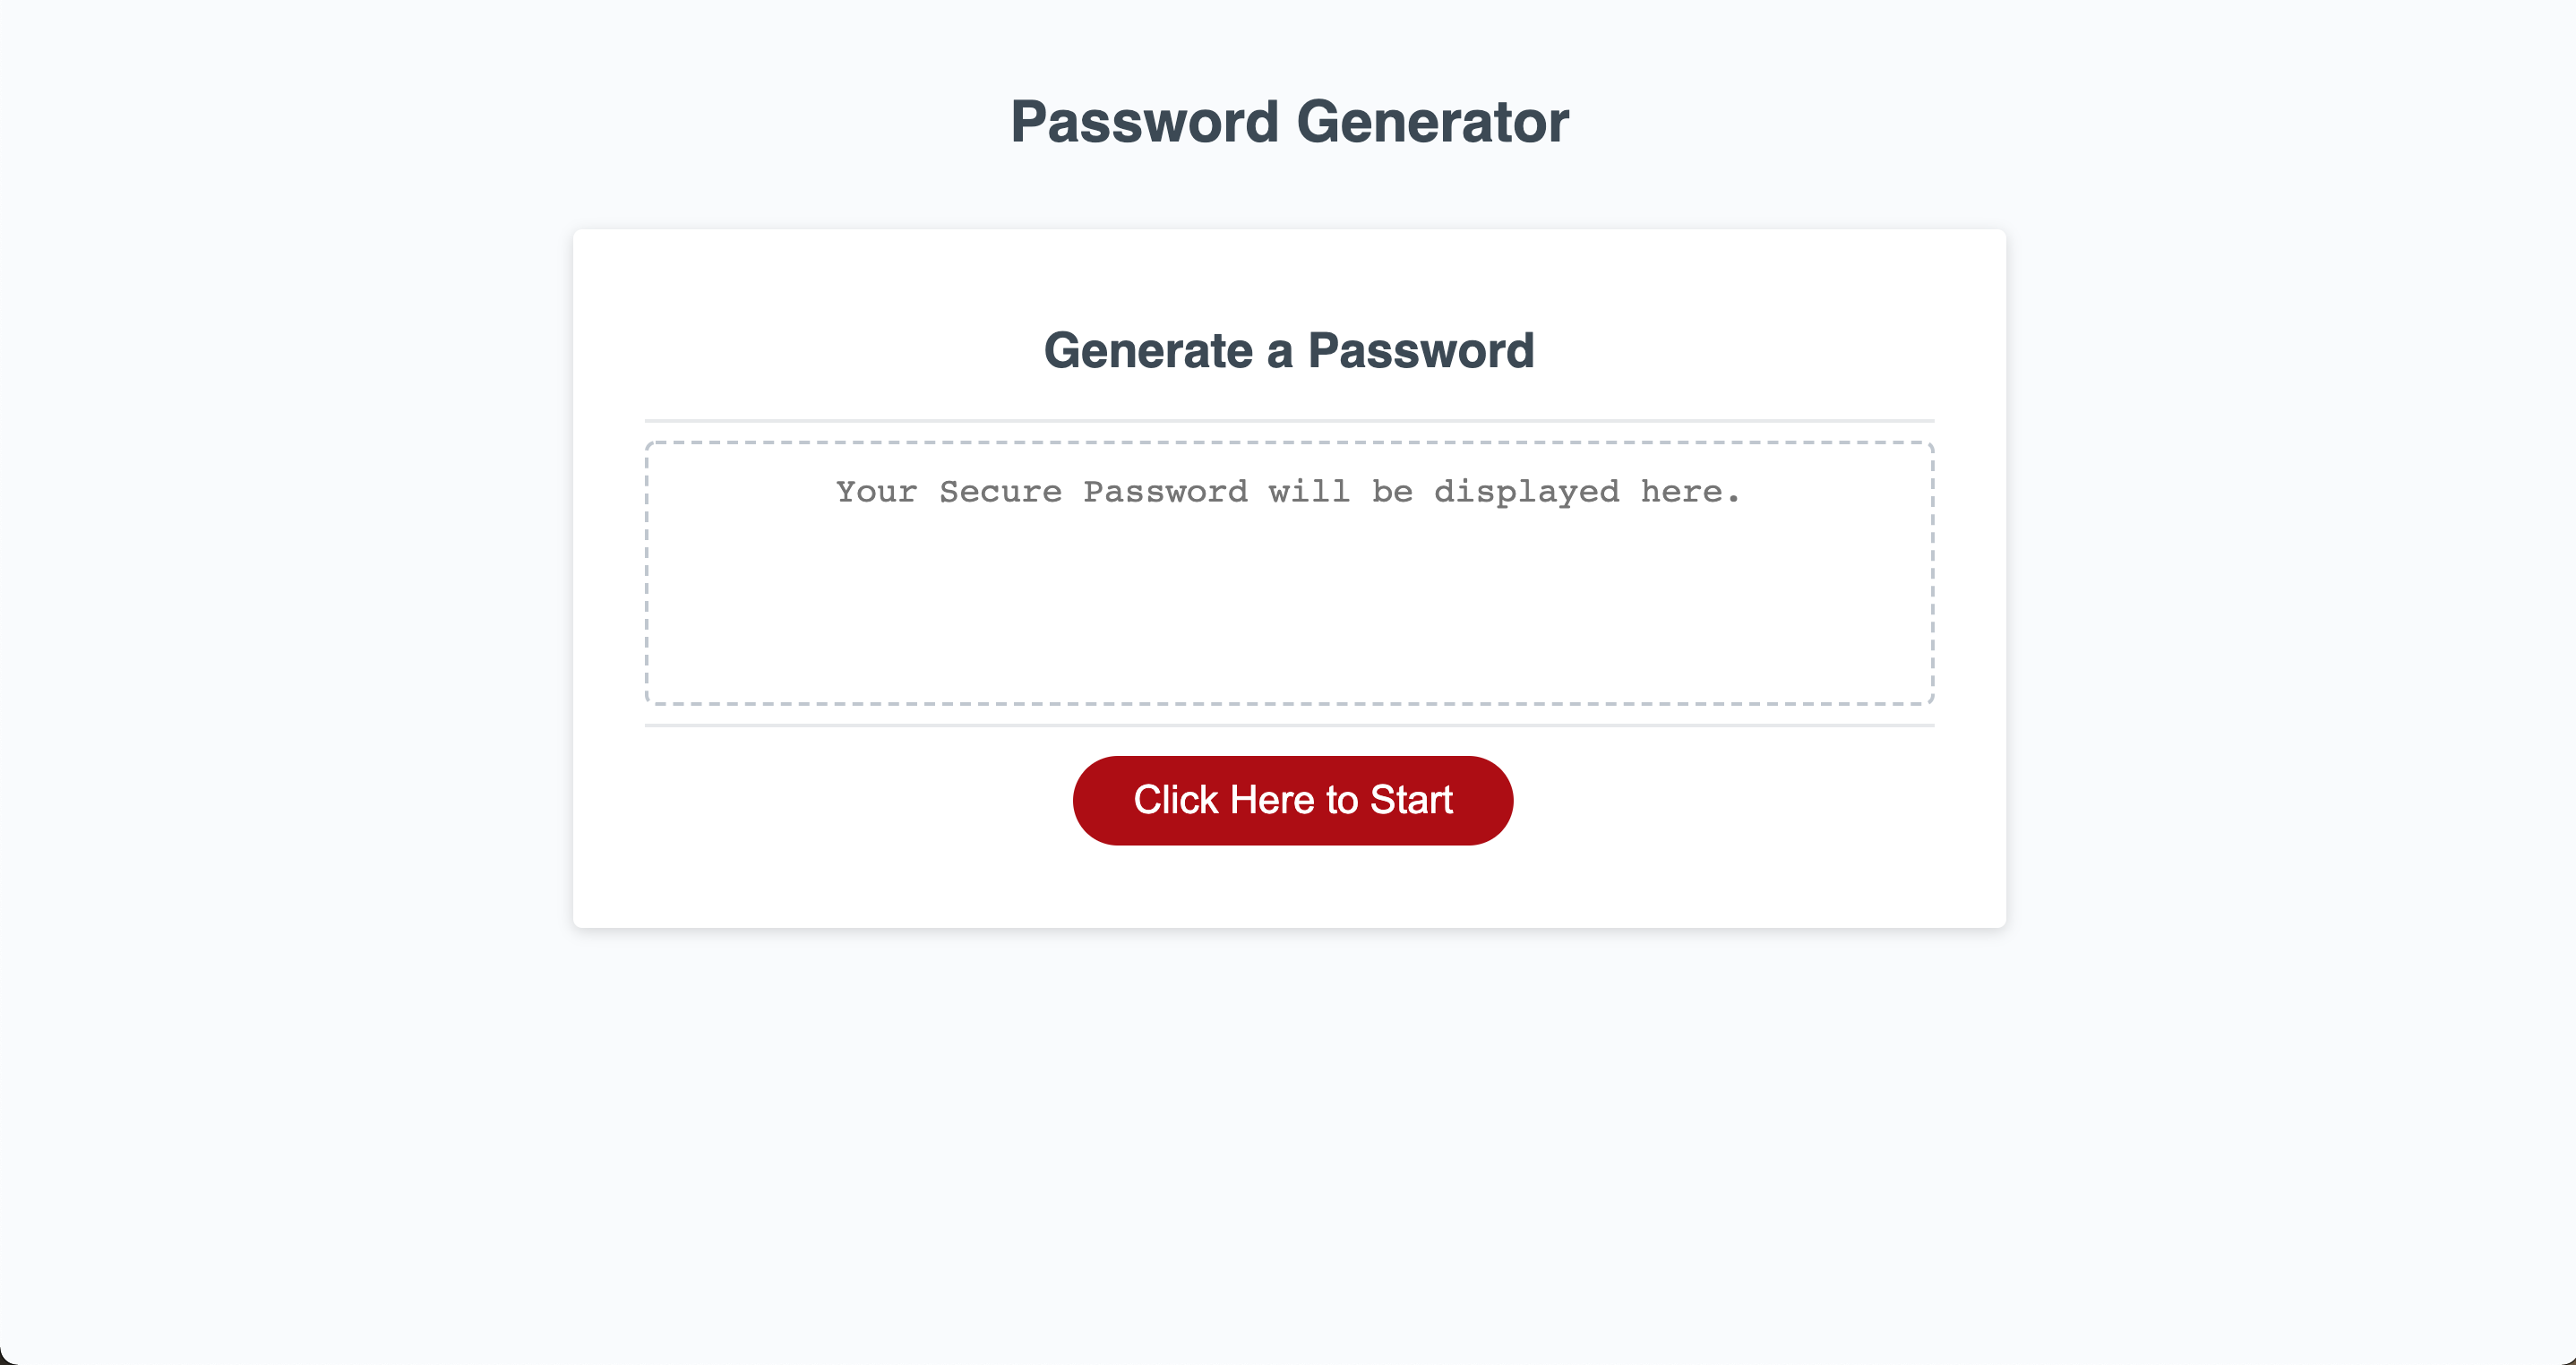 Password Generator
Generate a Password
Your Secure Password will be displayed here.
Click Here to Start